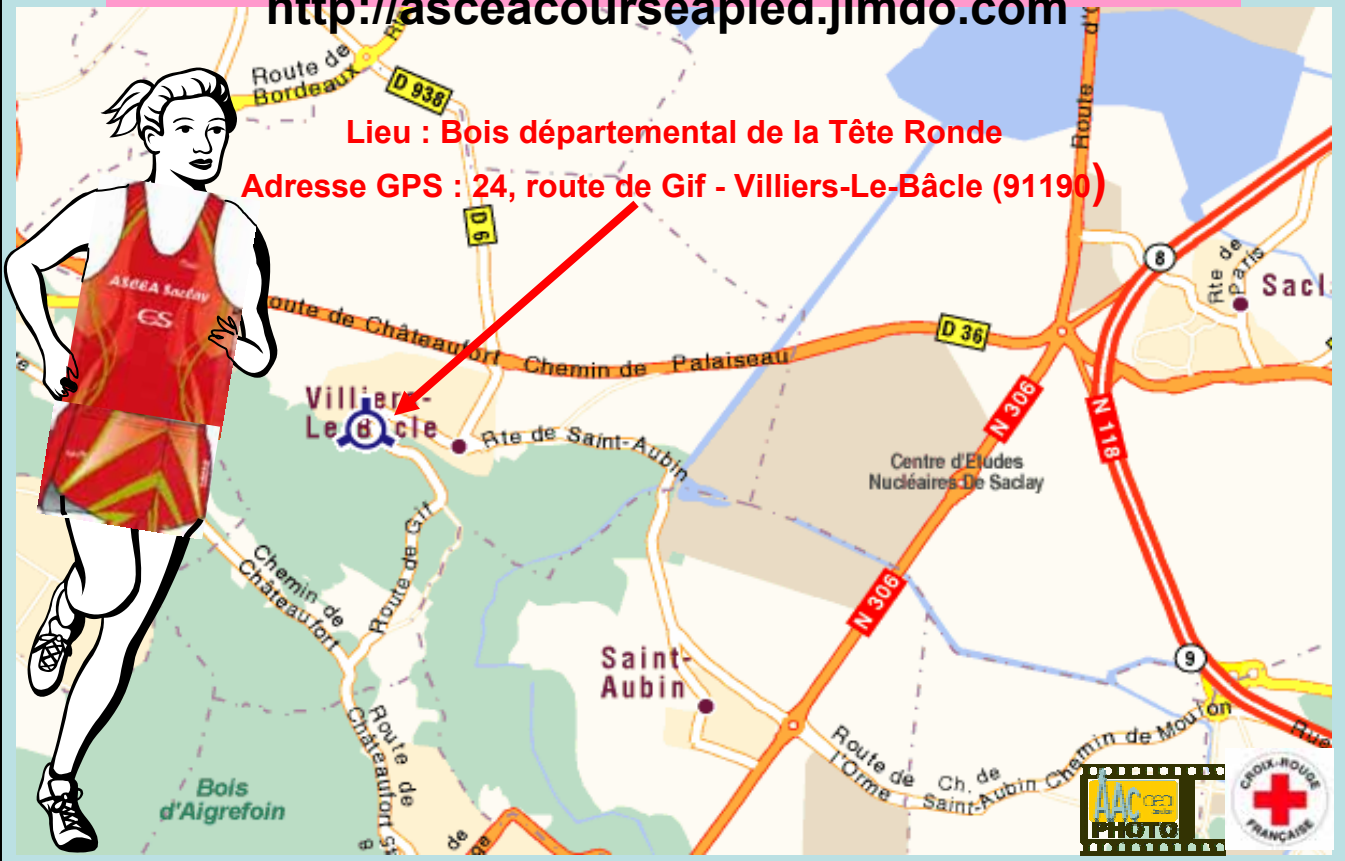 http://asceacourseapied.jimdo.com
Route de
Bordeaux
D 938
Lieu : Bois départemental de la Tête Ronde
Adresse GPS : 24, route de Gif - Villiers-Le-Bâcle (91190)
D 6
Route d'
8
Rte de
Paris
Sacl
ASCEA Saclay
oute de Châteaufort
Chemin de Palaiseau
D 36
N 306
N 118
Villiers-
Le Bâcle
Rte de Saint-Aubin
Centre d'Etudes
Nucléaires De Saclay
Chemin de
Châteaufort
Route de Gif
N 306
Saint-
Aubin
9
Route de
Châteaufort
Route de
l'Orme
Ch. de
Saint-Aubin
Chemin de Moulon
Rue
Bois
d'Aigrefoin
de
AAC cea
PHOTO
CROIX-ROUGE
FRANÇAISE